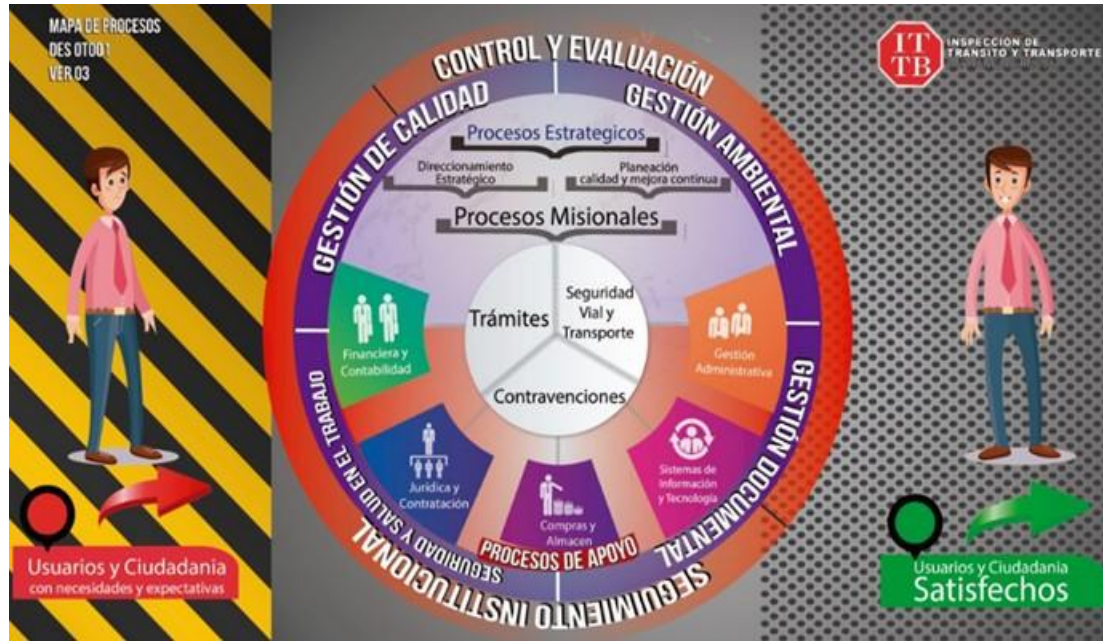 MAPA DE PROCESOS
DES OT001
VER.03
IT
TB
INSPECCIÓN DE
TRÁNSITO Y TRANSPORTE
CONTROL Y EVALUACIÓN
GESTIÓN DE CALIDAD
GESTIÓN AMBIENTAL
Procesos Estrategicos
Direccionamiento
Estratégico
Planeación
calidad y mejora continua
Procesos Misionales
Trámites
Seguridad
Vial y
Transporte
Contravenciones
Financiera y
Contabilidad
Gestión
Administrativa
Jurídica y
Contratación
Compras y
Almacen
Sistemas de
Información
y Tecnología
PROCESOS DE APOYO
SEGURIDAD Y SALUD EN EL TRABAJO
GESTIÓN DOCUMENTAL
SEGUIMIENTO INSTITUCIONAL
Usuarios y Ciudadania
con necesidades y expectativas
Usuarios y Ciudadania
Satisfechos